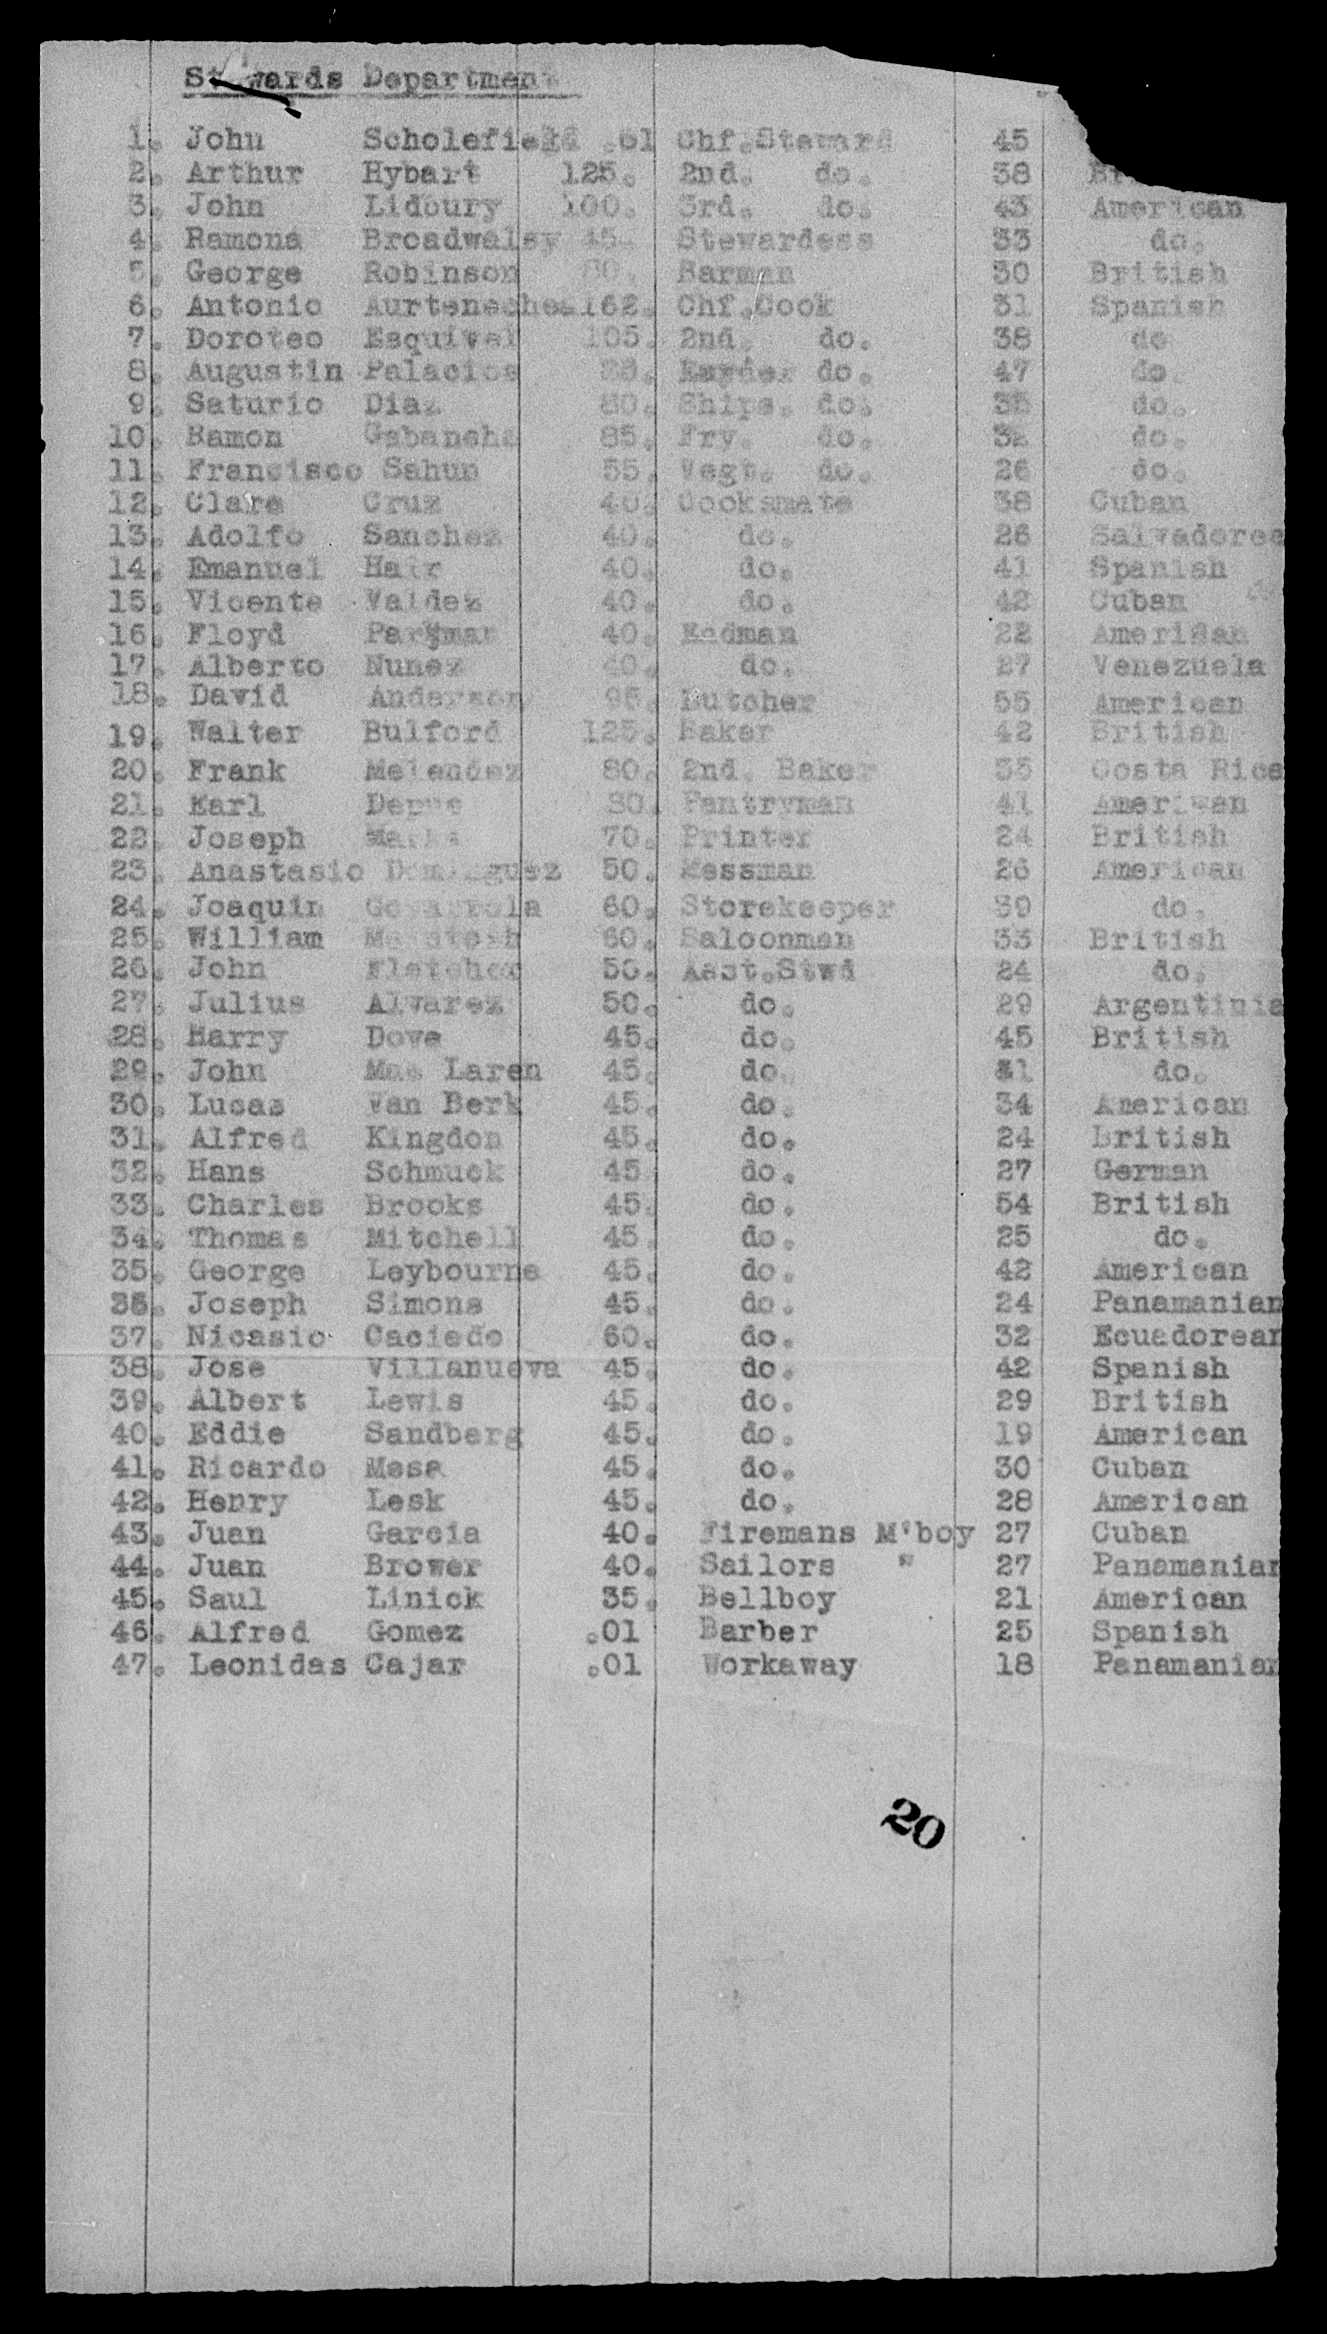 Stewards Department
1. John Scholefield .01 Chf.Steward 45
2. Arthur Hybart 125. 2nd. do. 38
3. John Lidoury 100. 3rd. do. 43 American
4. Ramona Broadwalsy 45. Stewardess 33 do.
5. George Robinson 80. Barman 30 British
6. Antonio 162. Chf.Cook 31 Spanish
7. Doroteo Esquivel 105. 2nd. do. 38 do
8. Augustin Palacios do. 47 do.
9. Saturio Diaz 80. Ships. do. 35 do.
10. Ramon 85. Fry. do. 32 do.
11. Francisco Sahun 55. Vegt. do. 26 do.
12. Clara Cruz 40. Cooksmate 38 Cuban
13. Adolfo Sanchez 40. do. 26 Salvadoree
14. Emanuel Hair 40. do. 41 Spanish
15. Vicente Valdez 40. do. 42 Cuban
16. Floyd 40. 22 American
17. Alberto Nunez 40. do. 27 Venezuela
18. David Anderson 95. Butcher 55 American
19. Walter Bulford 125. Baker 42 British
20. Frank Melendez 80. 2nd. Baker 35 Costa Rica
21. Earl Depue 80. Pantryman 41 American
22. Joseph 70. Printer 24 British
23. Anastasio Dominguez 50. Messman 26 American
24. Joaquin 60. Storekeeper 39 do.
25. William 60. Saloonman 33 British
26. John Fletcher 50. Asst.Stwd 24 do.
27. Julius Alvarez 50. do. 29 Argentinia
28. Harry Dove 45. do. 45 British
29. John Mac Laren 45. do. do.
30. Lucas Van Berk 45. do. 34 American
31. Alfred Kingdon 45. do. 24 British
32. Hans Schmuck 45 do. 27 German
33. Charles Brooks 45. do. 54 British
34. Thomas Mitchell 45. do. 25 do.
35. George Leybourne 45. do. 42 American
36. Joseph Simons 45. do. 24 Panamanian
37. Nicasio Caciedo 60. do. 32 Ecuadorean
38. Jose Villanueva 45. do. 42 Spanish
39. Albert Lewis 45. do. 29 British
40. Eddie Sandberg 45. do. 19 American
41. Ricardo Mesa 45. do. 30 Cuban
42. Henry Lesk 45. do. 28 American
43. Juan Garcia 40. Firemans M'boy 27 Cuban
44. Juan Brower 40. Sailors " 27 Panamanian
45. Saul Linick 35. Bellboy 21 American
46. Alfred Gomez .01 Barber 25 Spanish
47. Leonidas Cajar .01 Workaway 18 Panamanian
20